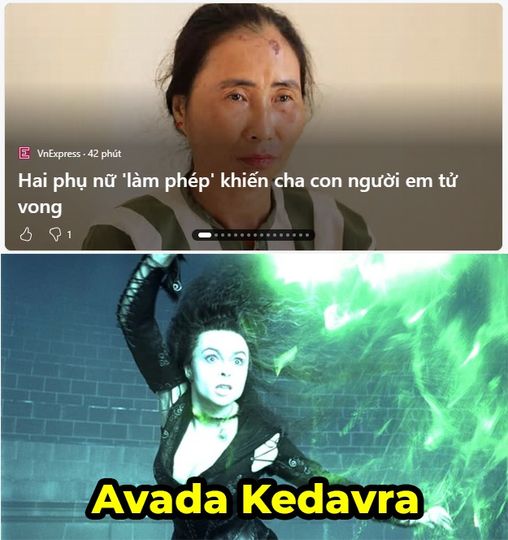 VnExpress · 42 phút
Hai phụ nữ 'làm phép' khiến cha con người em tử
vong
1
Avada Kedavra